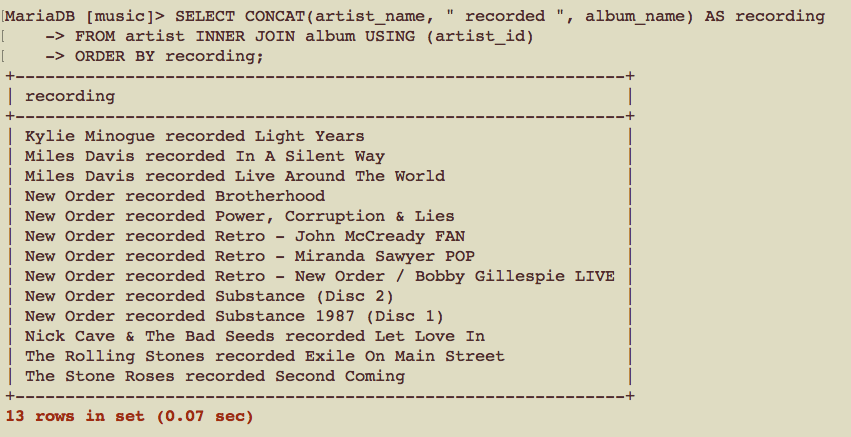 MariaDB [music]> SELECT CONCAT(artist_name, " recorded ", album_name) AS recording
    -> FROM artist INNER JOIN album USING (artist_id)
    -> ORDER BY recording;
+-------------------------------------------------------------+
| recording                                                   |
+-------------------------------------------------------------+
| Kylie Minogue recorded Light Years                          |
| Miles Davis recorded In A Silent Way                        |
| Miles Davis recorded Live Around The World                  |
| New Order recorded Brotherhood                              |
| New Order recorded Power, Corruption & Lies                 |
| New Order recorded Retro - John McCready FAN                |
| New Order recorded Retro - Miranda Sawyer POP               |
| New Order recorded Retro - New Order / Bobby Gillespie LIVE |
| New Order recorded Substance (Disc 2)                       |
| New Order recorded Substance 1987 (Disc 1)                  |
| Nick Cave & The Bad Seeds recorded Let Love In              |
| The Rolling Stones recorded Exile On Main Street            |
| The Stone Roses recorded Second Coming                      |
+-------------------------------------------------------------+
13 rows in set (0.07 sec)